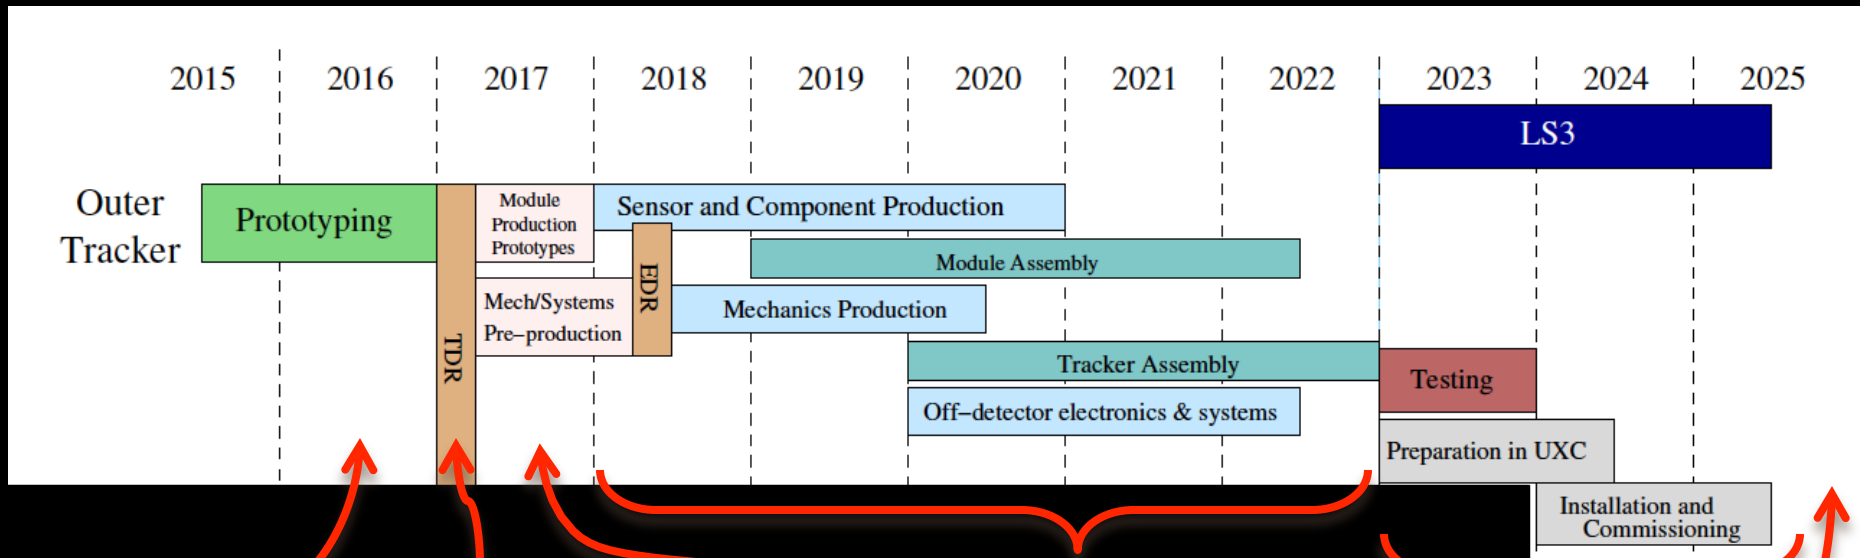 2015 2016 2017 2018 2019 2020 2021 2022 2023 2024 2025
LS3
Outer
Tracker
Prototyping
TDR
Module
Production
Prototypes
Mech/Systems
Pre–production
EDR
Sensor and Component Production
Module Assembly
Mechanics Production
Tracker Assembly
Off–detector electronics & systems
Testing
Preparation in UXC
Installation and
Commissioning